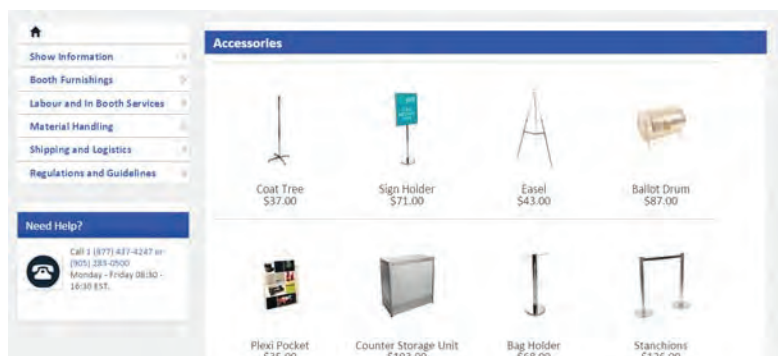 Show Information
Booth Furnishings
Labour and In Booth Services
Material Handling
Shipping and Logistics
Regulations and Guidelines
Need Help?
Call 1 (877) 437-4247 or
(905) 283-0500
Monday - Friday 08:30 -
16:30 EST.
Accessories
Coat Tree
$37.00
Sign Holder
$71.00
Easel
$43.00
Ballot Drum
$87.00
Plexi Pocket
Counter Storage Unit
Bag Holder
Stanchions